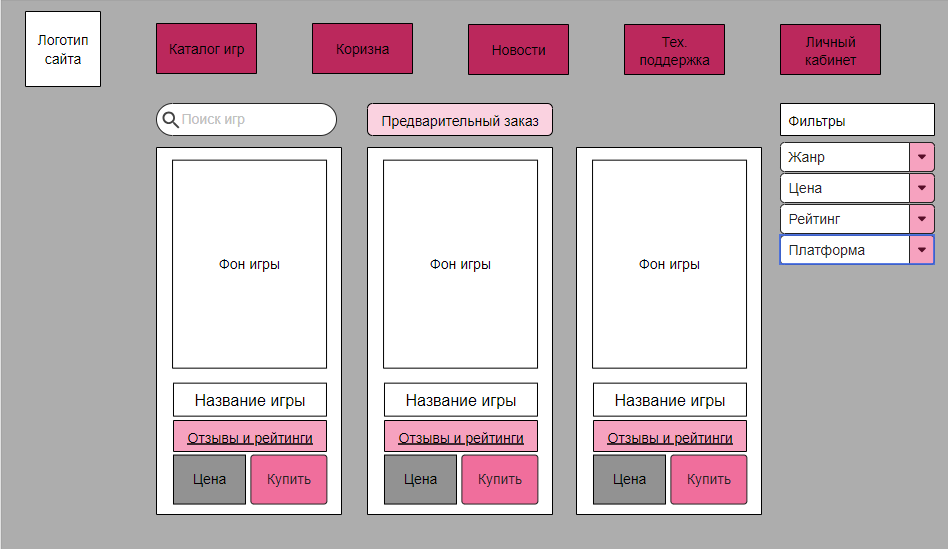 Логотип
сайта
Каталог игр
Коризна
Новости
Тех.
поддержка
Личный
кабинет
Поиск игр
Предварительный заказ
Фильтры
Жанр
Цена
Рейтинг
Платформа
Фон игры
Название игры
Отзывы и рейтинги
Цена
Купить
Фон игры
Название игры
Отзывы и рейтинги
Цена
Купить
Фон игры
Название игры
Отзывы и рейтинги
Цена
Купить